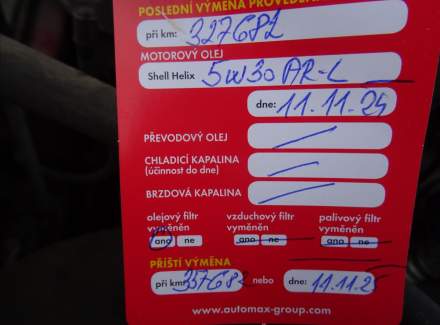 POSLEDNÍ VÝMĚNA PROVEDENA
při km: 327682
MOTOROVÝ OLEJ
Shell Helix 5W30 AR-L
dne: 11.11.24
PŘEVODOVÝ OLEJ
CHLADICÍ KAPALINA
(účinnost do dne)
BRZDOVÁ KAPALINA
olejový filtr vzduchový filtr palivový filtr
vyměněn vyměněn vyměněn
ano ne ano ne ano ne
PŘÍŠTÍ VÝMĚNA
při km 357682 nebo dne: 11.11.25
www.automax-group.com